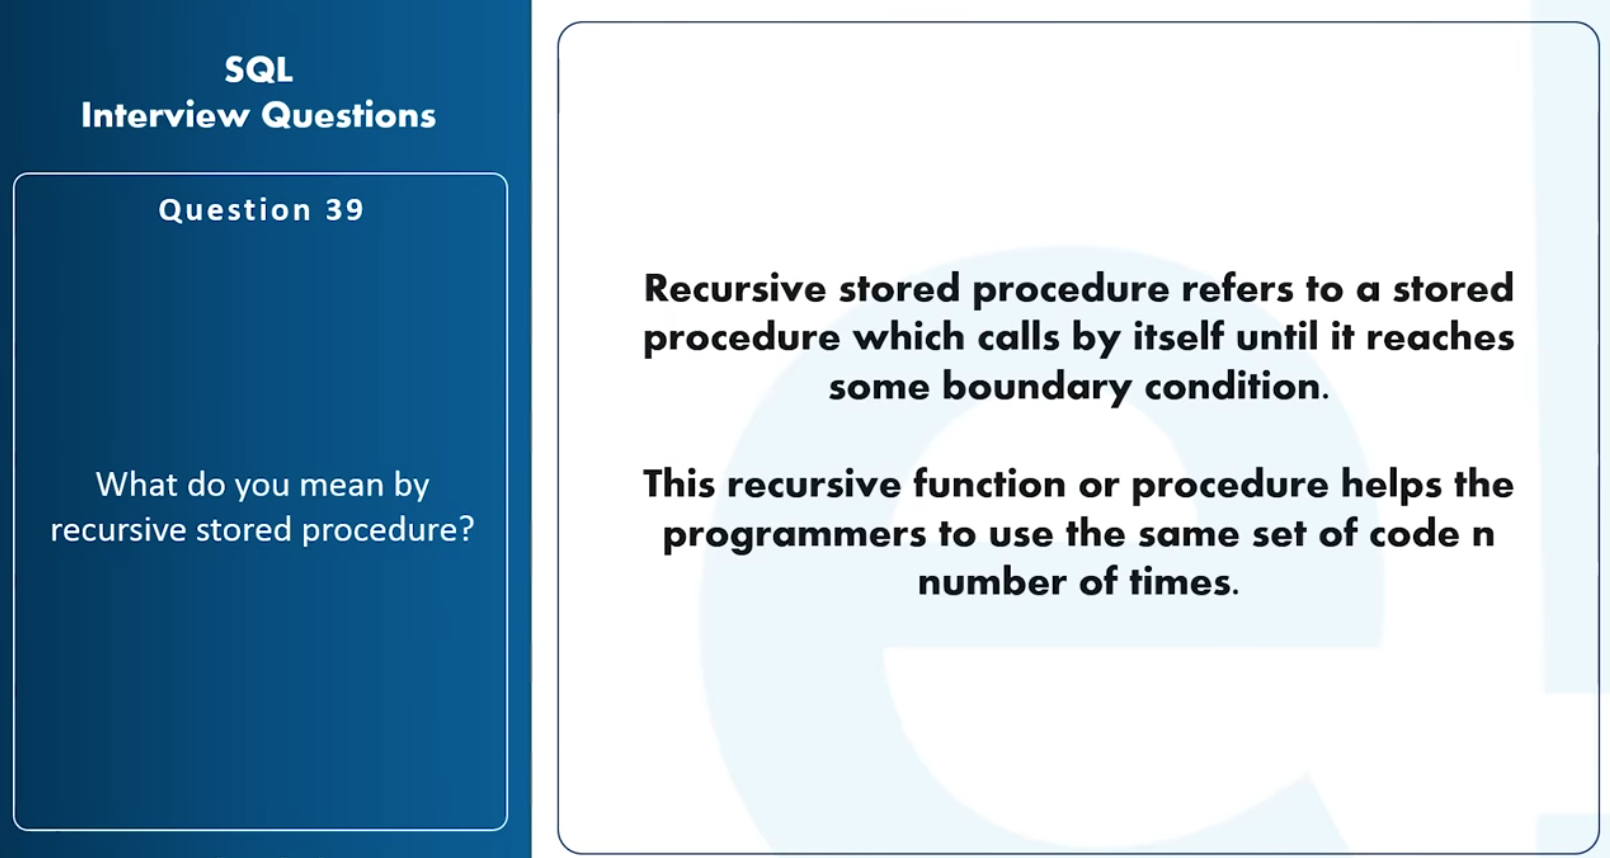 SQL
Interview Questions
Question 39
What do you mean by
recursive stored procedure?
Recursive stored procedure refers to a stored
procedure which calls by itself until it reaches
some boundary condition.
This recursive function or procedure helps the
programmers to use the same set of code n
number of times.